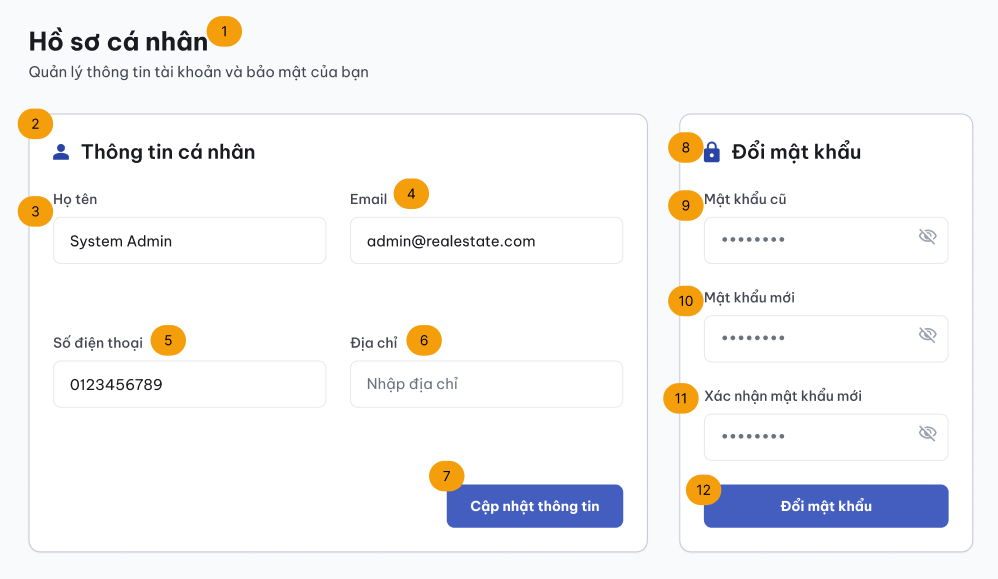 Hồ sơ cá nhân 1
Quản lý thông tin tài khoản và bảo mật của bạn
2
Thông tin cá nhân
3 Họ tên
System Admin
Email 4
admin@realestate.com
Số điện thoại 5
0123456789
Địa chỉ 6
Nhập địa chỉ
7
Cập nhật thông tin
8 Đổi mật khẩu
9 Mật khẩu cũ
••••••••
10 Mật khẩu mới
••••••••
11 Xác nhận mật khẩu mới
••••••••
12
Đổi mật khẩu